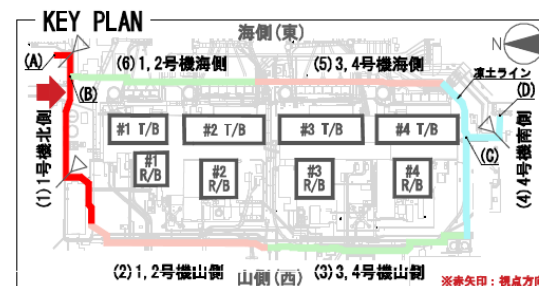 KEY PLAN
海側(東)
N
(A)
(6)1,2号機海側
(5)3,4号機海側
凍土ライン
(B)
(D)
#1 T/B
#2 T/B
#3 T/B
#4 T/B
(1)1号機北側
#1
R/B
#2
R/B
#3
R/B
#4
R/B
(C)
(4)4号機南側
(2)1,2号機山側
山側(西)
(3)3,4号機山側
※赤矢印:視点方向